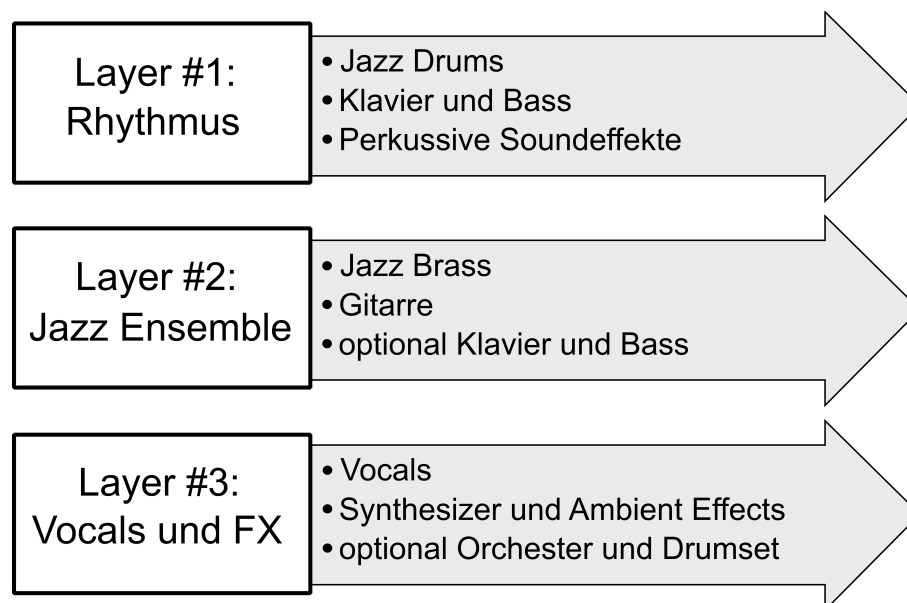 Layer #1:
Rhythmus
• Jazz Drums
• Klavier und Bass
• Perkussive Soundeffekte
Layer #2:
Jazz Ensemble
• Jazz Brass
• Gitarre
• optional Klavier und Bass
Layer #3:
Vocals und FX
• Vocals
• Synthesizer und Ambient Effects
• optional Orchester und Drumset